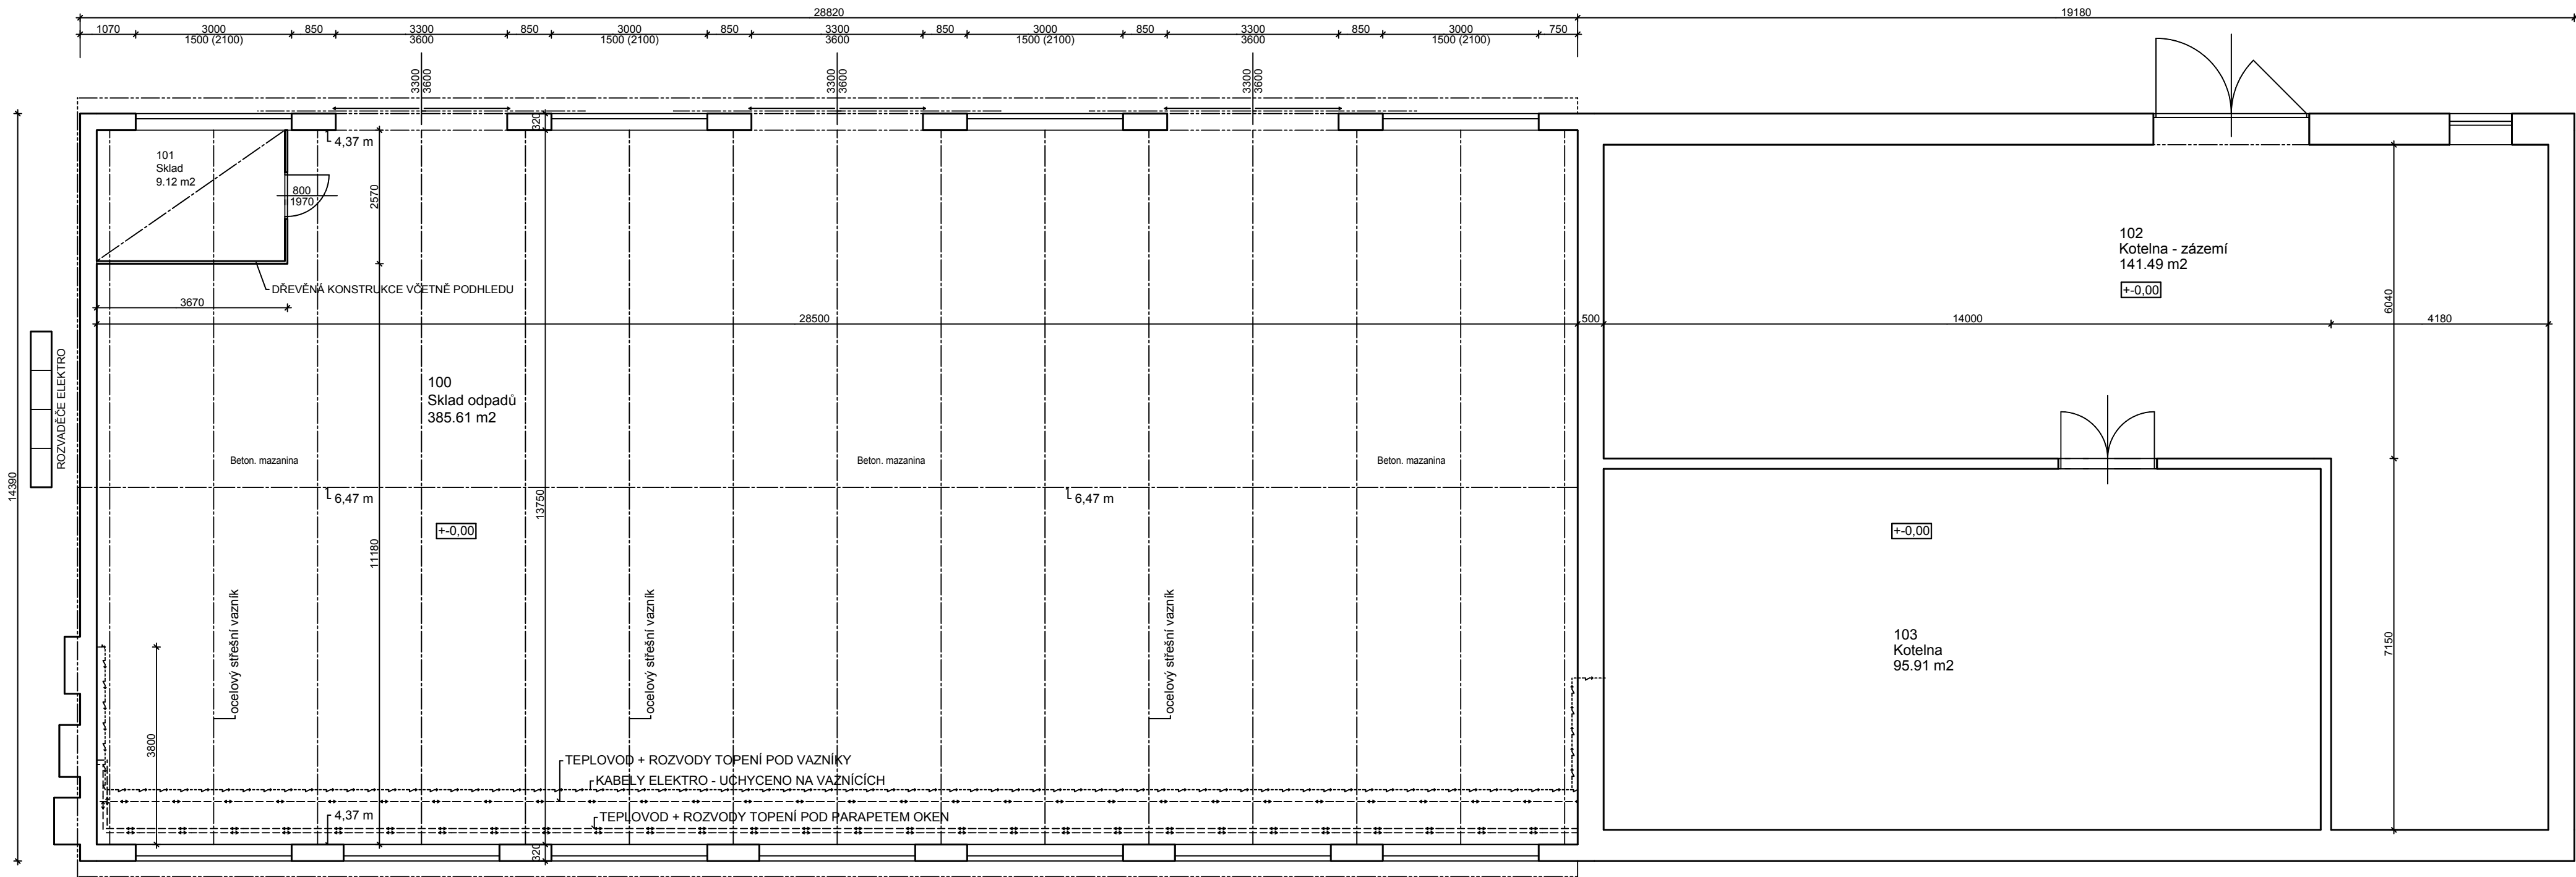 28820
19180
1070
3000
1500 (2100)
850
3300
3600
850
3000
1500 (2100)
850
3300
3600
850
3000
1500 (2100)
850
3300
3600
850
3000
1500 (2100)
750
3300
3600
3300
3600
3300
3600
320
4,37 m
101
Sklad
9.12 m2
800
1970
2570
DŘEVĚNÁ KONSTRUKCE VČETNĚ PODHLEDU
3670
28500
500
14000
4180
102
Kotelna - zázemí
141.49 m2
+-0,00
6040
ROZVADĚČE ELEKTRO
100
Sklad odpadů
385.61 m2
Beton. mazanina
Beton. mazanina
Beton. mazanina
14390
6,47 m
6,47 m
13750
+-0,00
+-0,00
11180
ocelový střešní vazník
ocelový střešní vazník
ocelový střešní vazník
103
Kotelna
95.91 m2
7150
3800
TEPLOVOD + ROZVODY TOPENÍ POD VAZNÍKY
KABELY ELEKTRO - UCHYCENO NA VAZNÍCÍCH
4,37 m
TEPLOVOD + ROZVODY TOPENÍ POD PARAPETEM OKEN
320